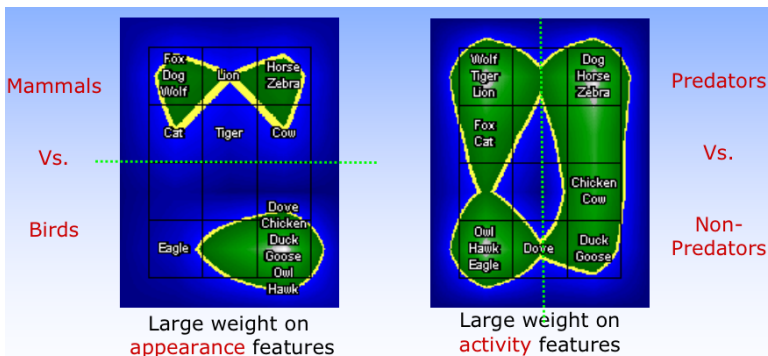 Mammals
Vs.
Birds
Fox
Dog
Wolf
Lion
Horse
Zebra
Cat
Tiger
Cow
Dove
Chicken
Eagle
Duck
Goose
Owl
Hawk
Large weight on
appearance features
Wolf
Tiger
Lion
Dog
Horse
Zebra
Fox
Cat
Chicken
Cow
Owl
Hawk
Eagle
Dove
Duck
Goose
Predators
Vs.
Non-
Predators
Large weight on
activity features